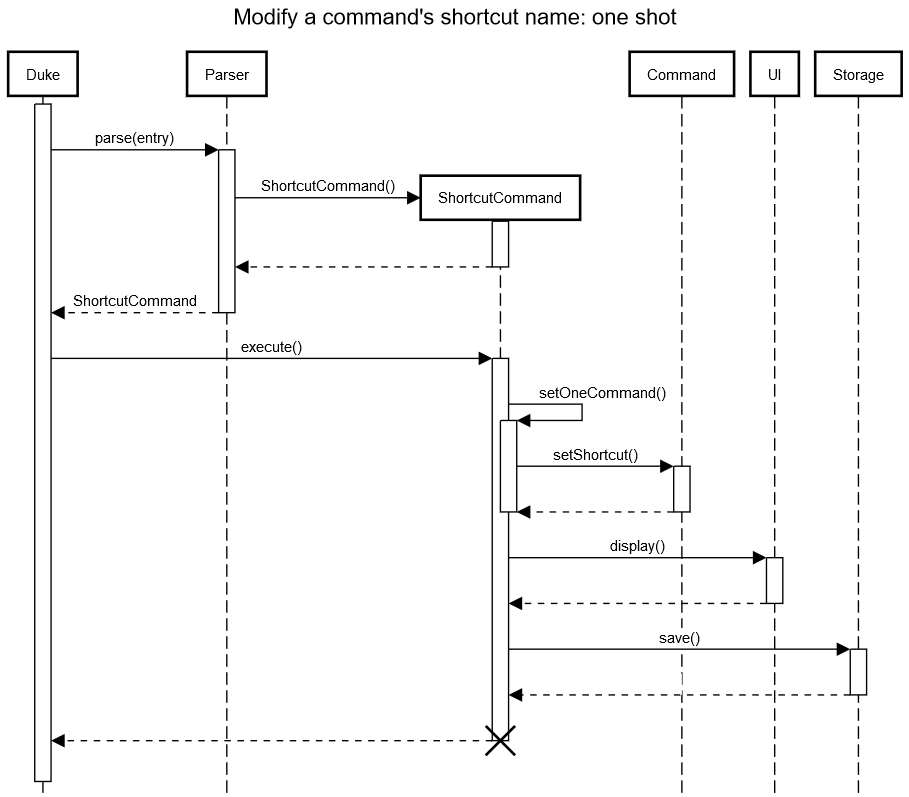 Modify a command's shortcut name: one shot
Duke
Parser
Command
UI
Storage
parse(entry)
ShortcutCommand()
ShortcutCommand
ShortcutCommand
execute()
setOneCommand()
setShortcut()
display()
save()